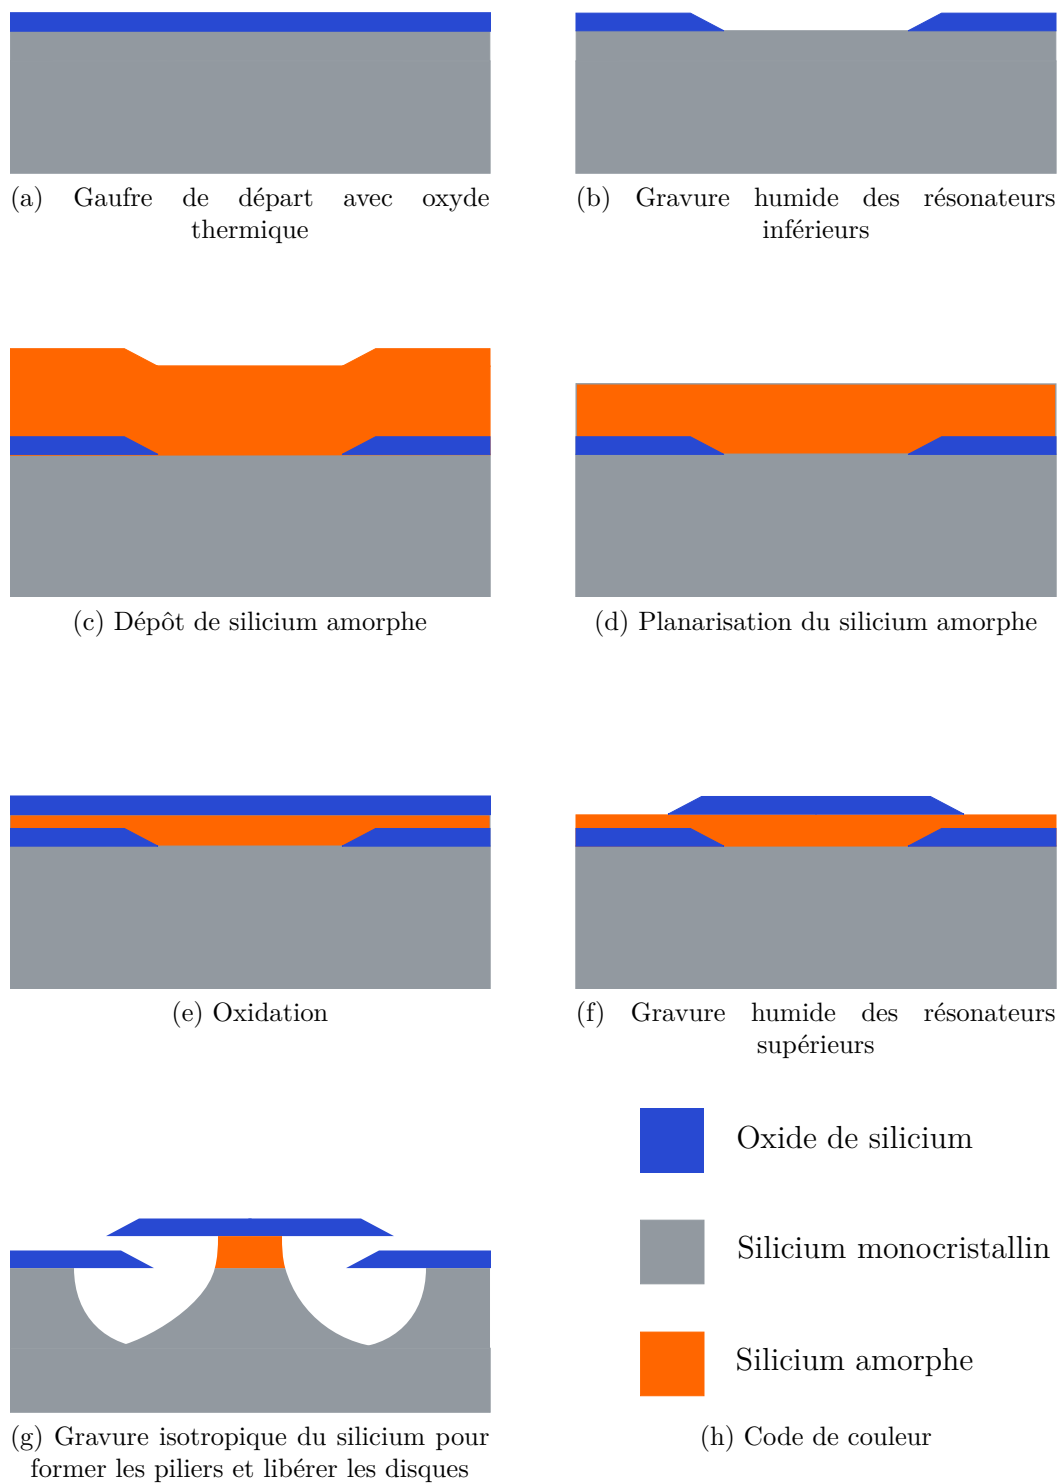 (a) Gaufre de départ avec oxyde
thermique
(b) Gravure humide des résonateurs
inférieurs
(c) Dépôt de silicium amorphe
(d) Planarisation du silicium amorphe
(e) Oxidation
(f) Gravure humide des résonateurs
supérieurs
Oxide de silicium
Silicium monocristallin
Silicium amorphe
(g) Gravure isotropique du silicium pour
former les piliers et libérer les disques
(h) Code de couleur